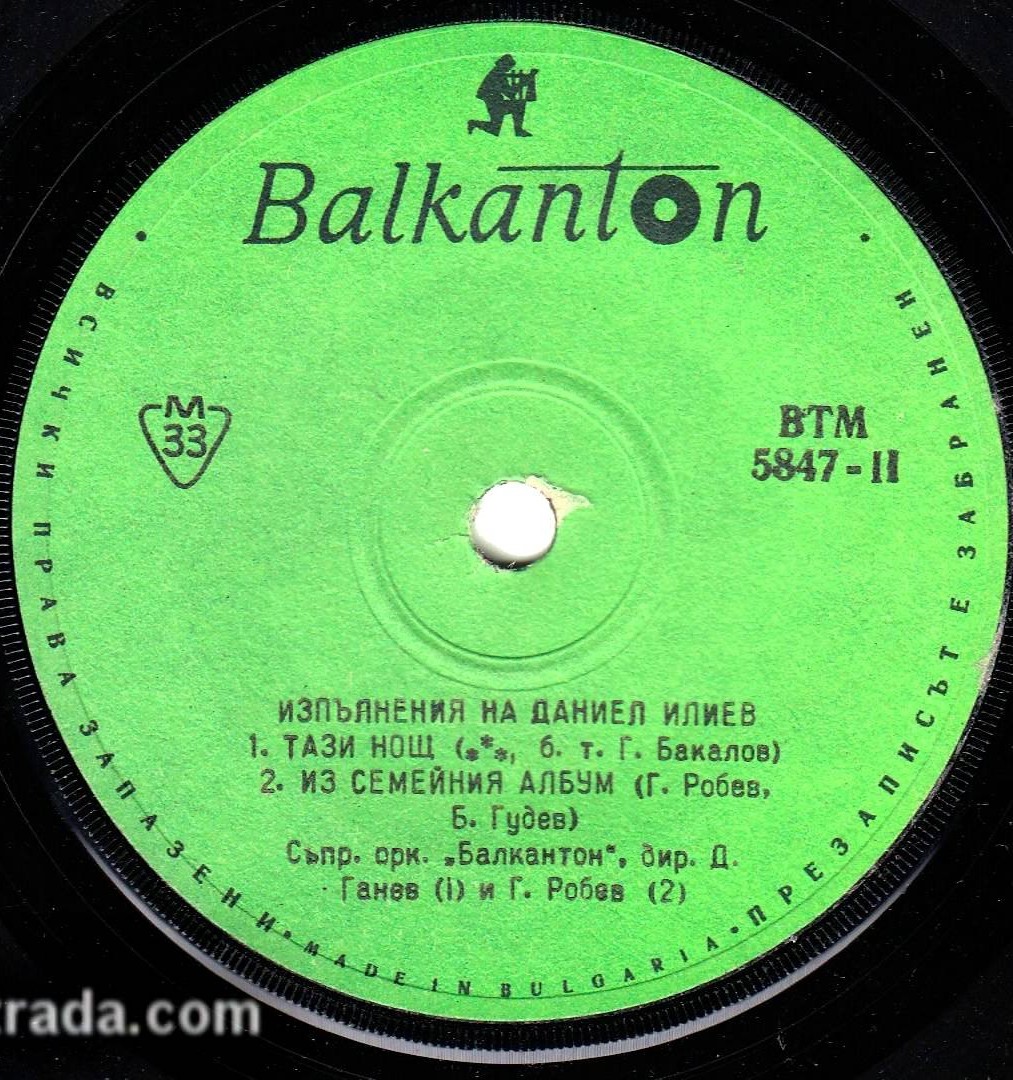 Balkanton
M
33
ВТМ
5847 - II
ИЗПЪЛНЕНИЯ НА ДАНИЕЛ ИЛИЕВ
1. ТАЗИ НОЩ (***, б. т. Г. Бакалов)
2. ИЗ СЕМЕЙНИЯ АЛБУМ (Г. Робев,
Б. Гудев)
Съпр. орк. „Балкантон“, дир. Д.
Ганев (1) и Г. Робев (2)
• ВСИЧКИ ПРАВА ЗАПАЗЕНИ • MADE IN BULGARIA • ПРЕЗАПИСЪТ Е ЗАБРАНЕН •
rada.com